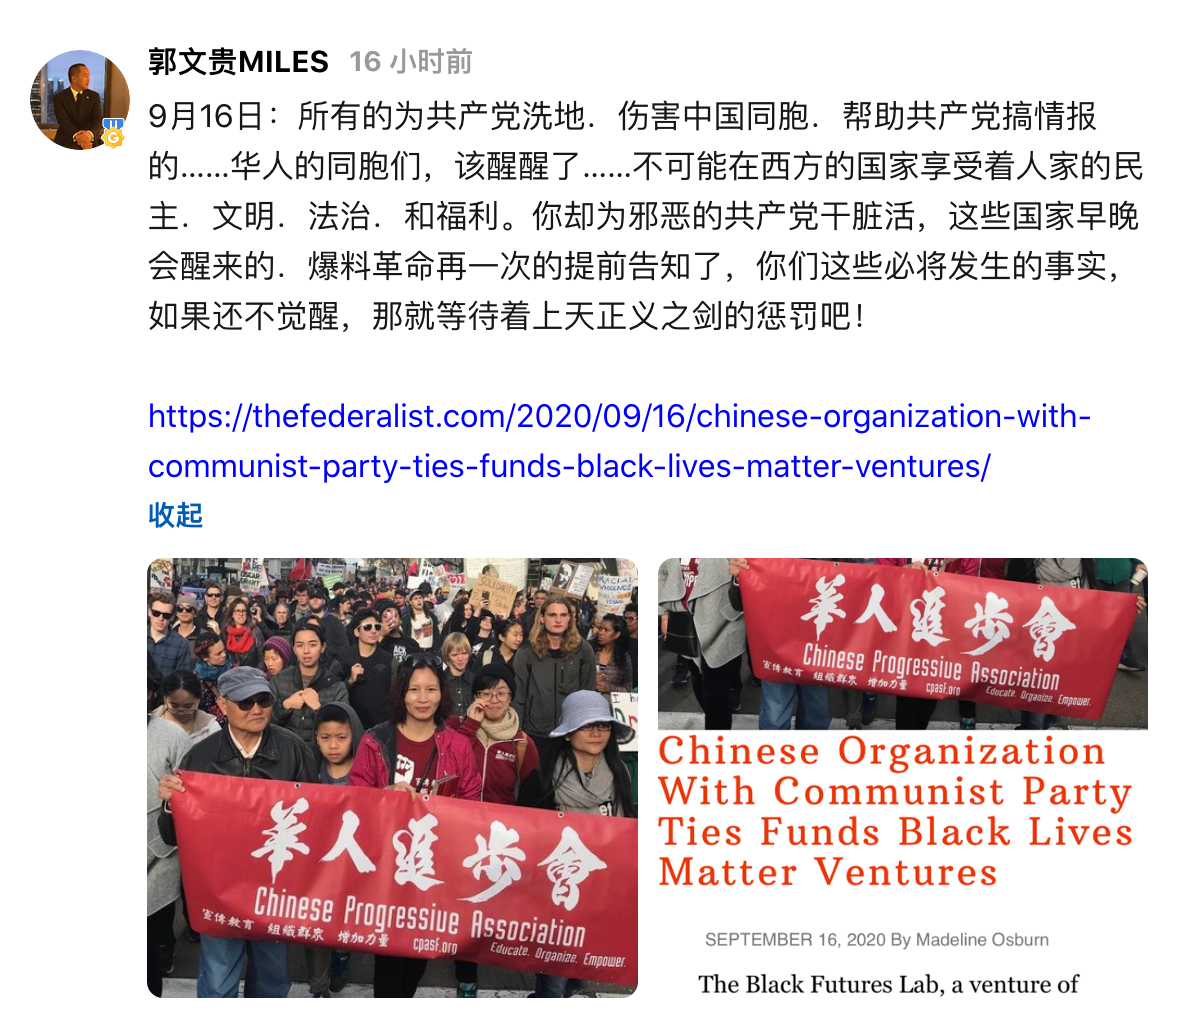 郭文贵MILES 16 小时前
9月16日：所有的为共产党洗地．伤害中国同胞．帮助共产党搞情报
的……华人的同胞们，该醒醒了……不可能在西方的国家享受着人家的民
主．文明．法治．和福利。你却为邪恶的共产党干脏活，这些国家早晚
会醒来的．爆料革命再一次的提前告知了，你们这些必将发生的事实，
如果还不觉醒，那就等待着上天正义之剑的惩罚吧！
https://thefederalist.com/2020/09/16/chinese-organization-with-
communist-party-ties-funds-black-lives-matter-ventures/
收起
SOLIDARITY
RACIAL
VIOLENCE
ISSUE
華人進步會
Chinese Progressive Association
宣傳教育 組織群眾 增加力量 cpasf.org Educate. Organize. Empower.
華人進步會
Chinese Progressive Association
宣傳教育 組織群眾 增加力量 cpasf.org Educate. Organize. Empower.
Chinese Organization
With Communist Party
Ties Funds Black Lives
Matter Ventures
SEPTEMBER 16, 2020 By Madeline Osburn
The Black Futures Lab, a venture of